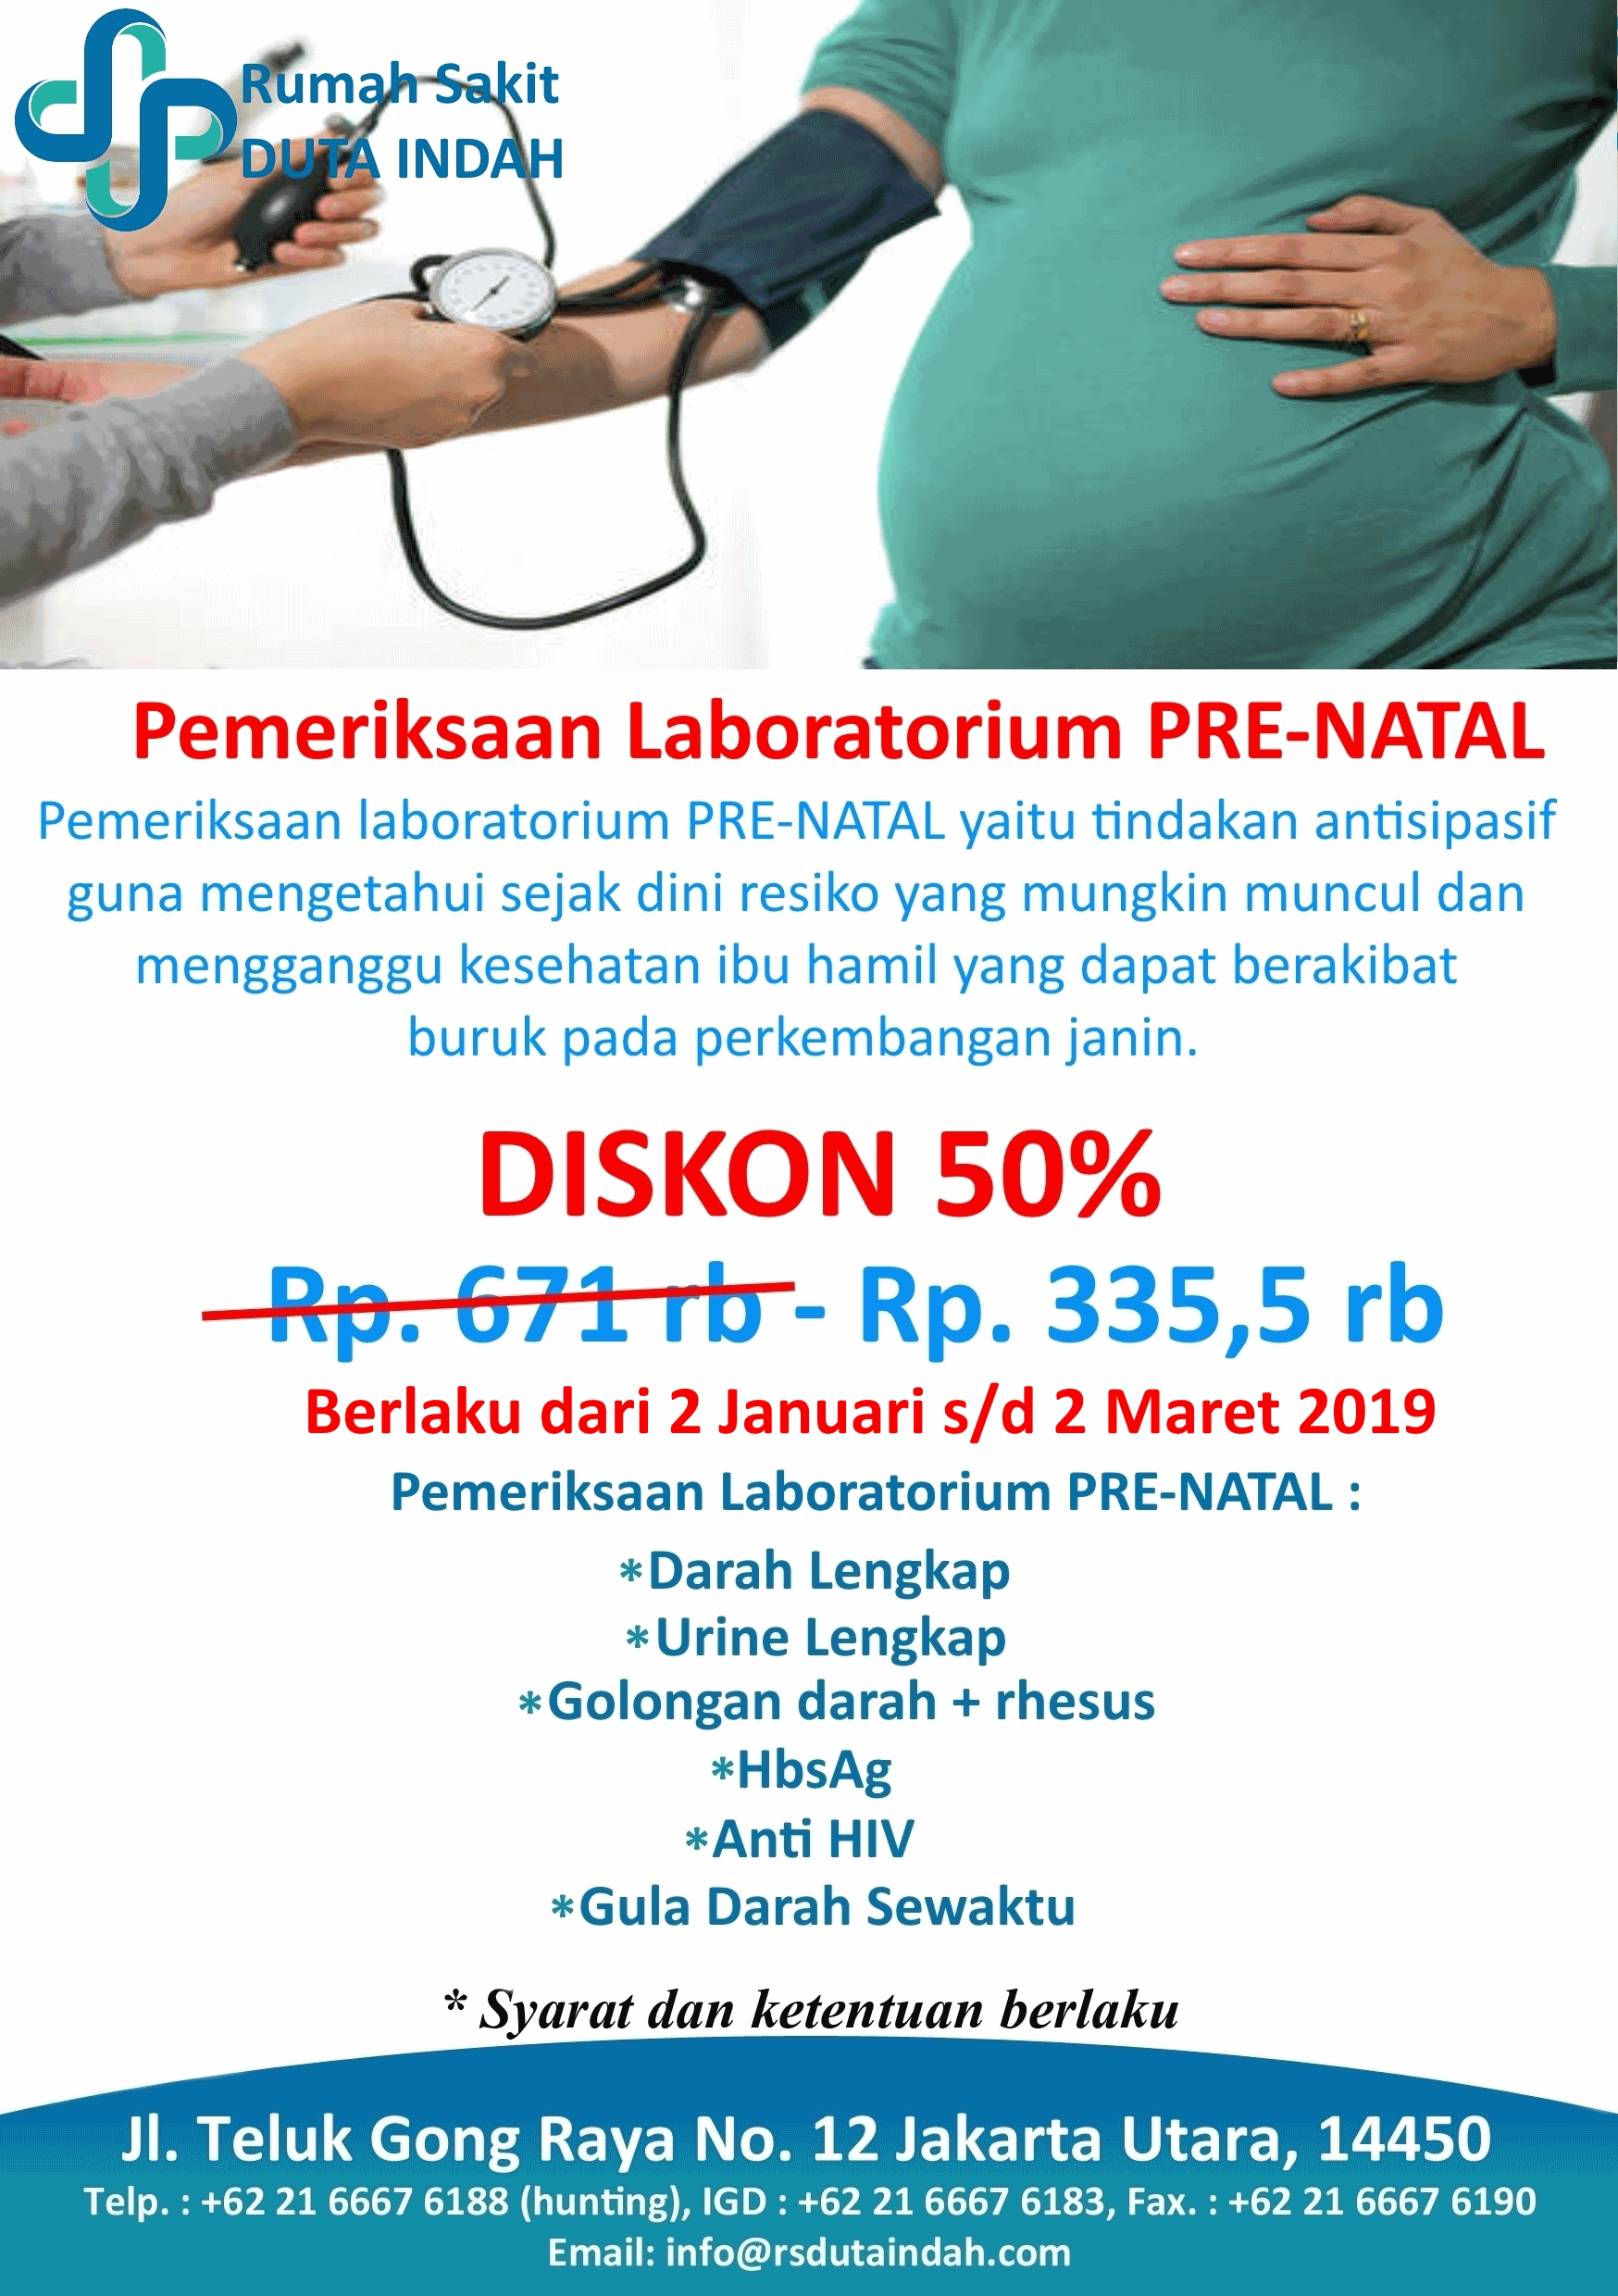 Rumah Sakit
DUTA INDAH
Pemeriksaan Laboratorium PRE-NATAL
Pemeriksaan laboratorium PRE-NATAL yaitu tindakan antisipasif
guna mengetahui sejak dini resiko yang mungkin muncul dan
mengganggu kesehatan ibu hamil yang dapat berakibat
buruk pada perkembangan janin.
DISKON 50%
Rp. 671 rb - Rp. 335,5 rb
Berlaku dari 2 Januari s/d 2 Maret 2019
Pemeriksaan Laboratorium PRE-NATAL :
*Darah Lengkap
*Urine Lengkap
*Golongan darah + rhesus
*HbsAg
*Anti HIV
*Gula Darah Sewaktu
* Syarat dan ketentuan berlaku
Jl. Teluk Gong Raya No. 12 Jakarta Utara, 14450
Telp. : +62 21 6667 6188 (hunting), IGD : +62 21 6667 6183, Fax. : +62 21 6667 6190
Email: info@rsdutaindah.com